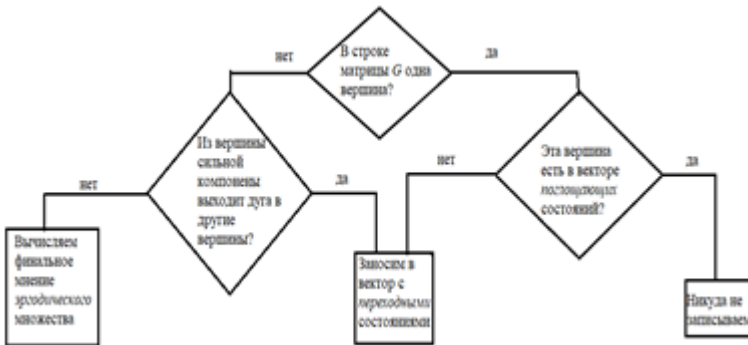 нет
В строке
матрицы G одна
вершина?
да
Из вершины
сильной
компонены
выходит дуга в
другие
вершины?
нет
да
Эта вершина
есть в векторе
поглощающих
состояний?
нет
да
Вычисляем
финальное
мнение
эргодического
множества
Заносим в
вектор с
переходными
состояниями
Никуда не
записываем